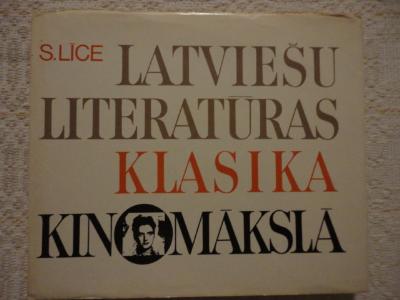 S.LĪCE LATVIEŠU
LITERATŪRAS
KLASIKA
KINOMĀKSLĀ